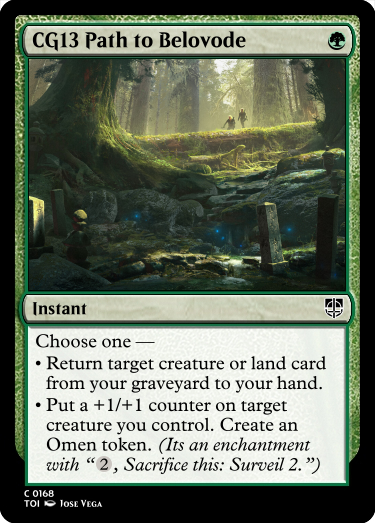 CG13 Path to Belovode
Instant
Choose one —
• Return target creature or land card
from your graveyard to your hand.
• Put a +1/+1 counter on target
creature you control. Create an
Omen token. (Its an enchantment
with “2, Sacrifice this: Surveil 2.”)
C 0168
TOI Jose Vega